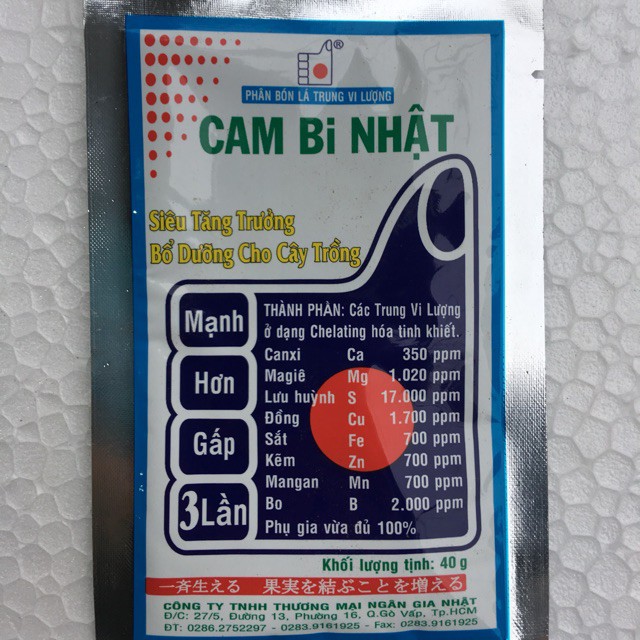 ®
PHÂN BÓN LÁ TRUNG VI LƯỢNG
CAM Bi NHẬT
Siêu Tăng Trưởng
Bổ Dưỡng Cho Cây Trồng
Mạnh
Hơn
Gấp
3 Lần
THÀNH PHẦN: Các Trung Vi Lượng
ở dạng Chelating hóa tinh khiết.
Canxi Ca 350 ppm
Magiê Mg 1.020 ppm
Lưu huỳnh S 17.000 ppm
Đồng Cu 1.700 ppm
Sắt Fe 700 ppm
Kẽm Zn 700 ppm
Mangan Mn 700 ppm
Bo B 2.000 ppm
Phụ gia vừa đủ 100%
Khối lượng tịnh: 40 g
一斉生える 果実を結ぶことを増える
CÔNG TY TNHH THƯƠNG MẠI NGÂN GIA NHẬT
Đ/C: 27/5, Đường 13, Phường 16, Q.Gò Vấp, Tp.HCM
ĐT: 0286.2752297 - 0283.9161925 - Fax: 0283.9161925